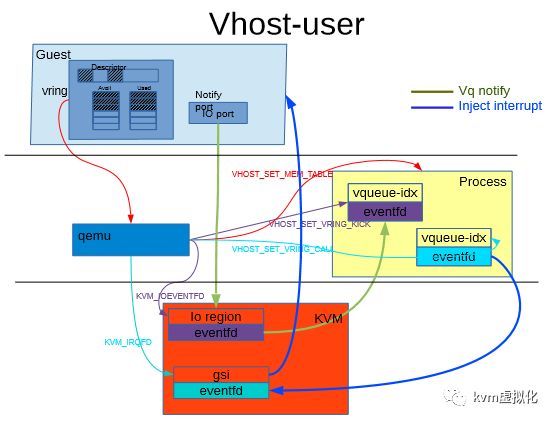 Vhost-user
Guest
Descriptor
vring
Avail
Used
Notify
port
IO port
Vq notify
Inject interrupt
VHOST_SET_MEM_TABLE
Process
vqueue-idx
eventfd
VHOST_SET_VRING_KICK
qemu
vqueue-idx
VHOST_SET_VRING_CALL
eventfd
KVM_IOEVENTFD
Io region
KVM
eventfd
KVM_IRQFD
gsi
eventfd
kvm虚拟化